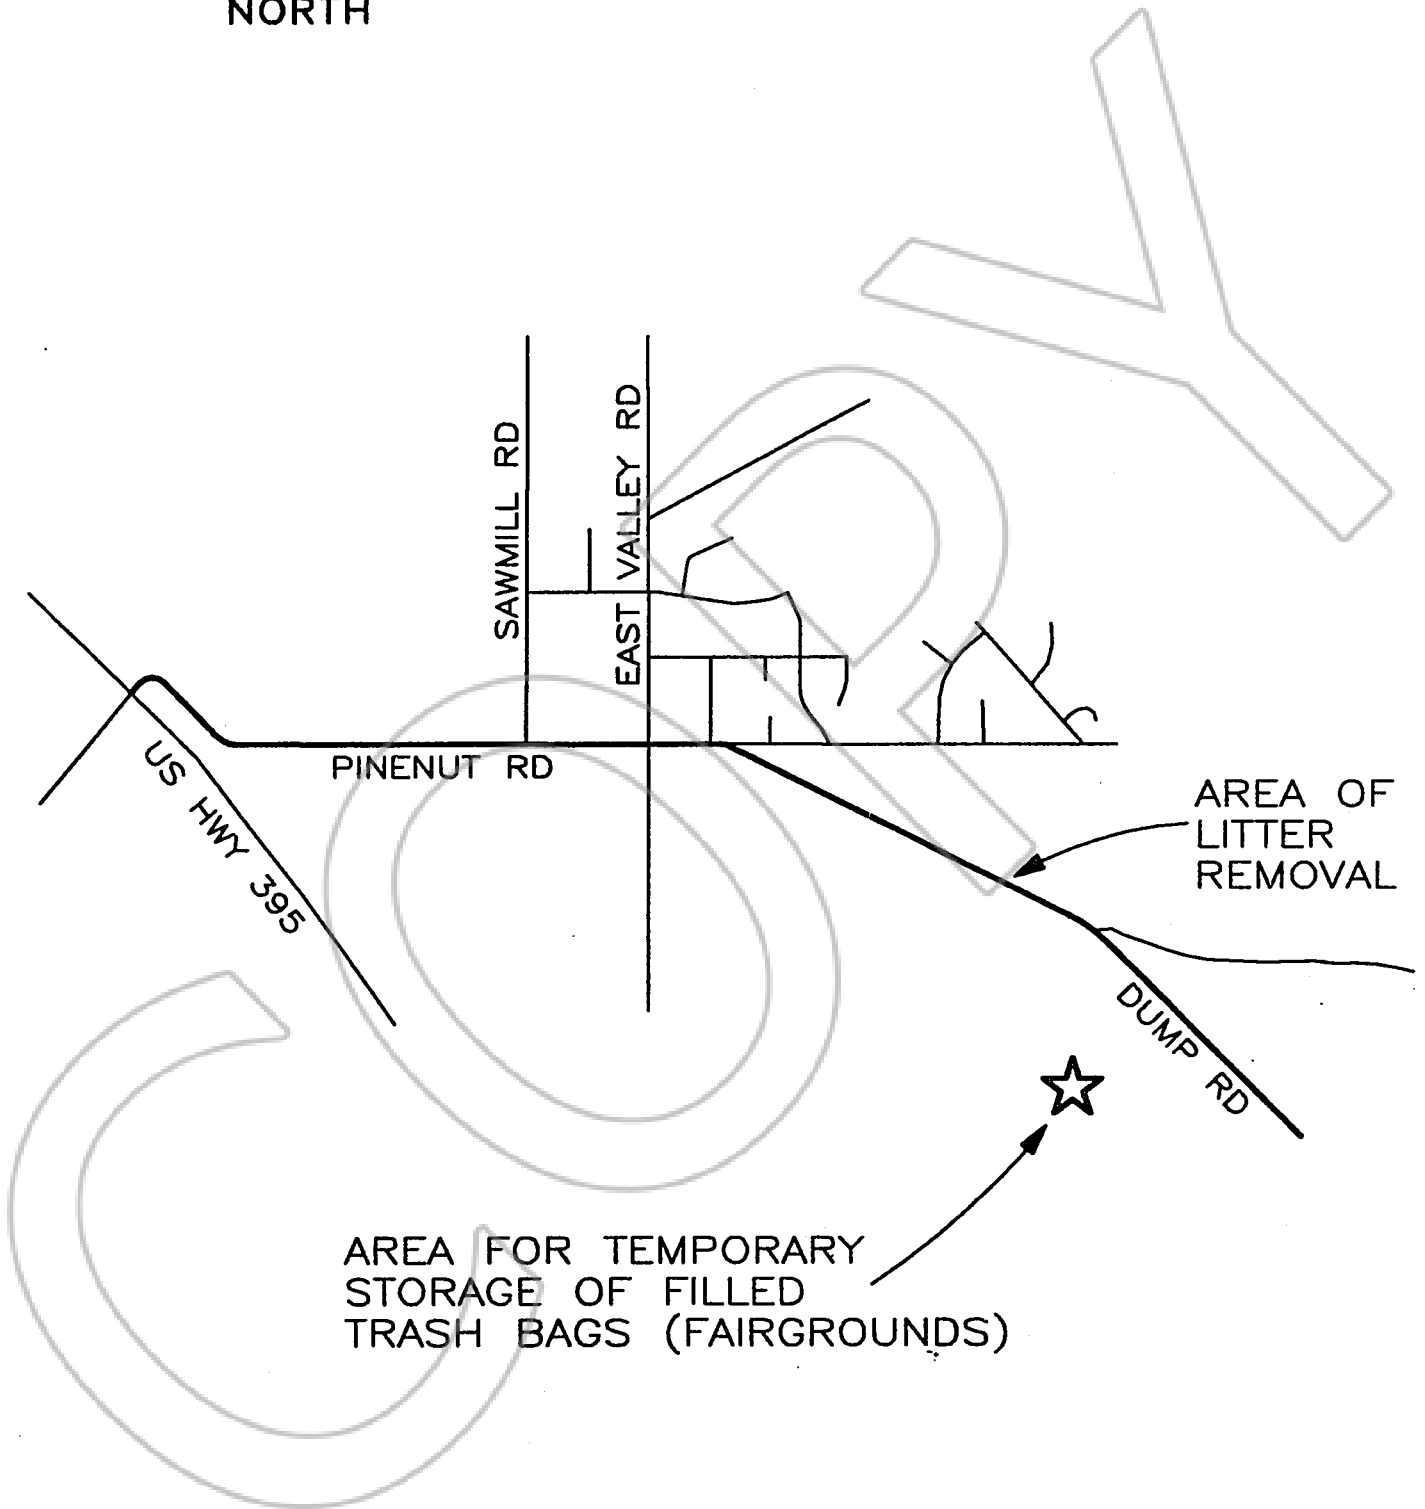 NORTH
SAWMILL RD
EAST VALLEY RD
PINENUT RD
US HWY 395
AREA OF
LITTER
REMOVAL
DUMP RD
AREA FOR TEMPORARY
STORAGE OF FILLED
TRASH BAGS (FAIRGROUNDS)
COPY